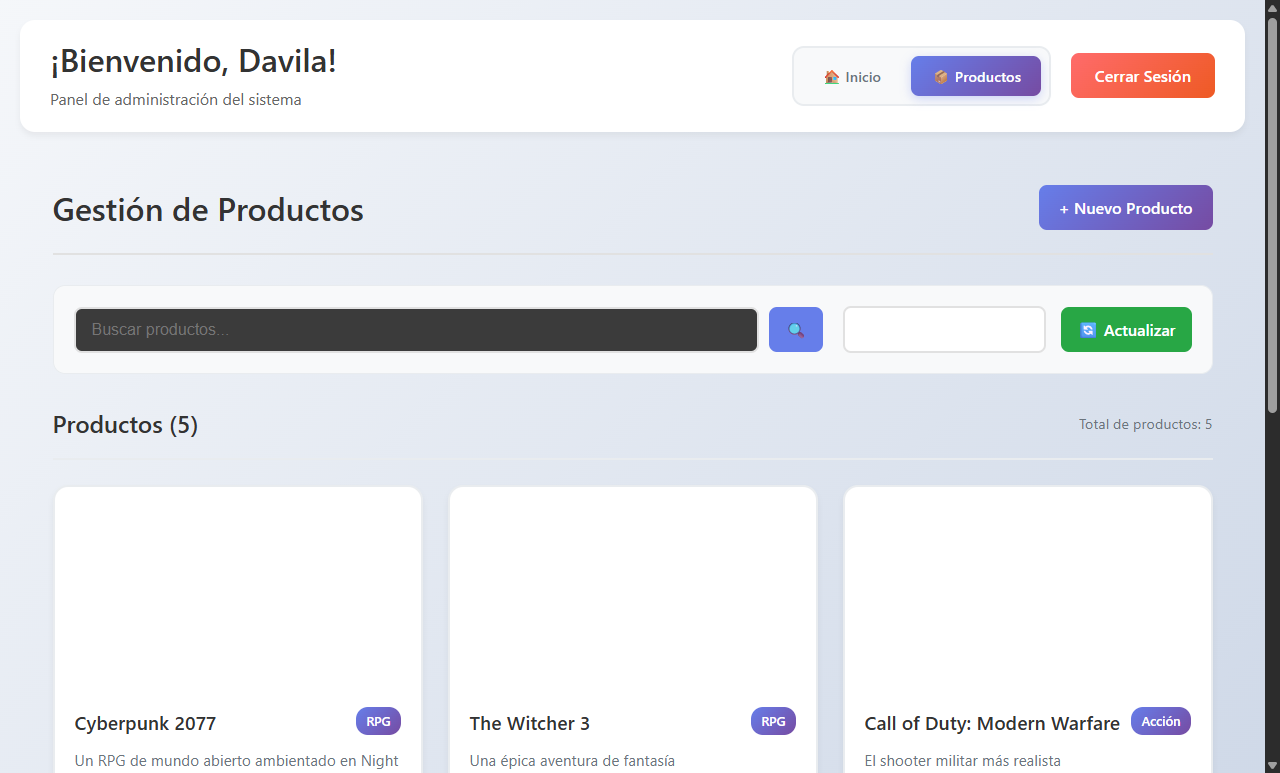 ¡Bienvenido, Davila!
Panel de administración del sistema
Inicio
Productos
Cerrar Sesión
Gestión de Productos
+ Nuevo Producto
Buscar productos...
Actualizar
Productos (5)
Total de productos: 5
Cyberpunk 2077
RPG
The Witcher 3
RPG
Call of Duty: Modern Warfare
Acción
Un RPG de mundo abierto ambientado en Night
Una épica aventura de fantasía
El shooter militar más realista